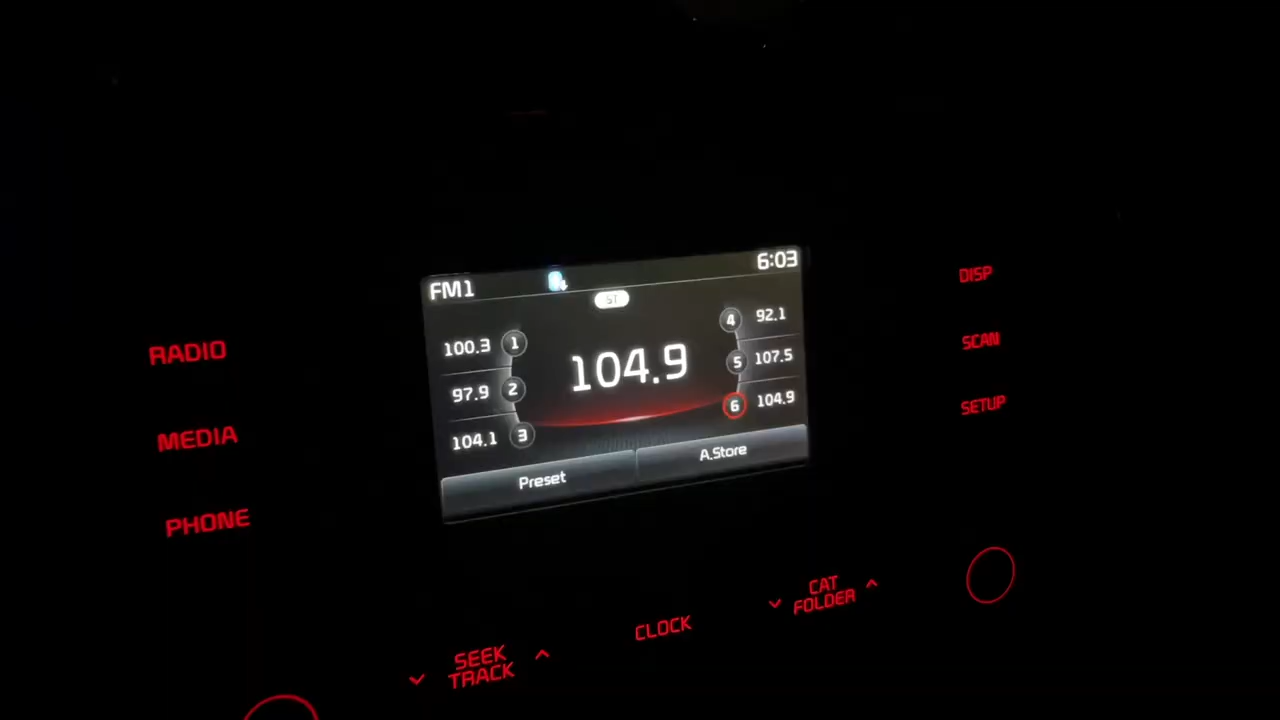 FM1
6:03
ST
100.3 1
97.9 2
104.1 3
104.9
4 92.1
5 107.5
6 104.9
Preset
A.Store
RADIO
MEDIA
PHONE
DISP
SCAN
SETUP
SEEK
TRACK
CLOCK
CAT
FOLDER